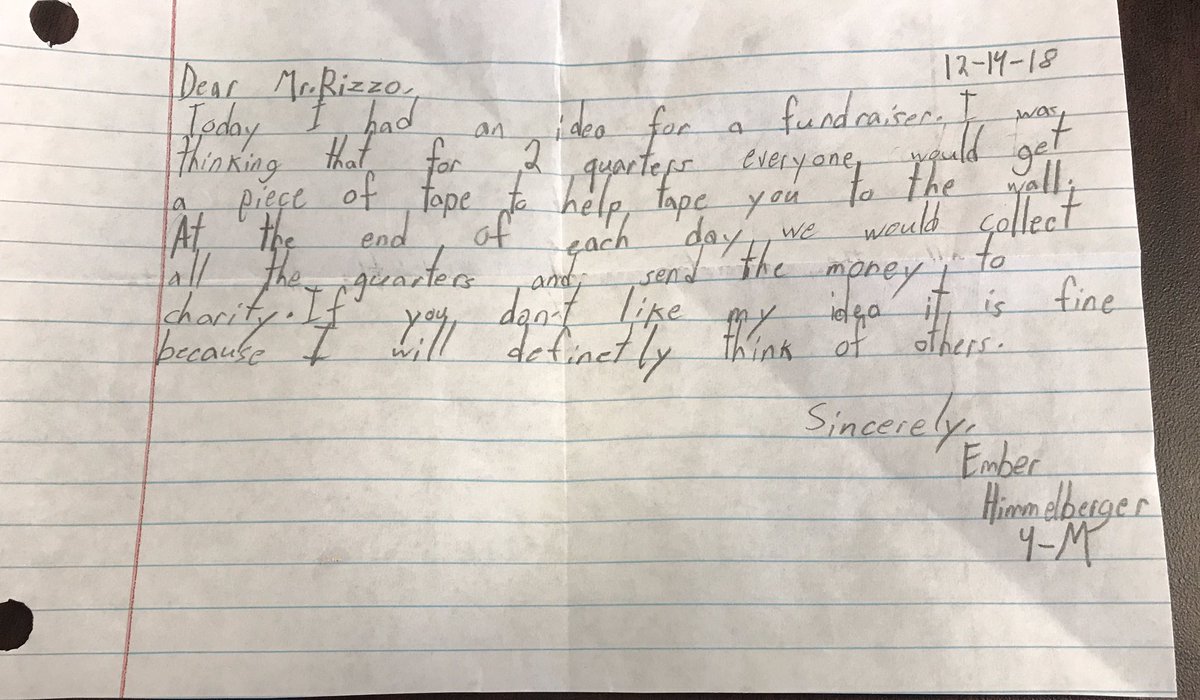 12-14-18
Dear Mr.Rizzo,
Today I had an idea for a fundraiser. I was
thinking that for 2 quarters everyone would get
a piece of tape to help tape you to the wall.
At the end of each day, we would collect
all the quarters and send the money to
charity. If you don't like my idea it is fine
because I will definetly think of others.
Sincerely,
Ember
Himmelberger
4-M